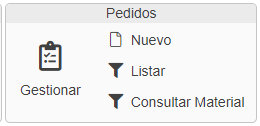 Pedidos
Gestionar
Nuevo
Listar
Consultar Material